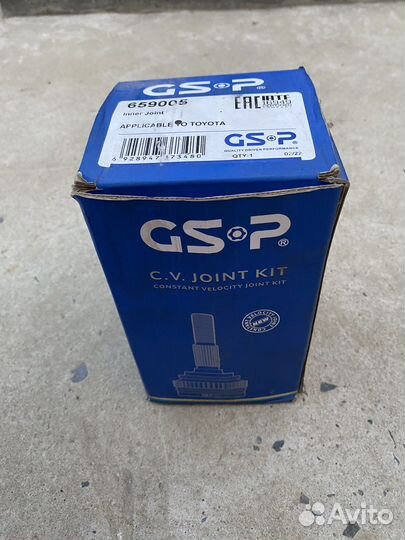 GSP
659005
Inner Joint
EAC
APPLICABLE TO TOYOTA
GSP®
QUALITY DRIVEN PERFORMANCE
6 928947 173480
QTY:1
GSP®
C.V. JOINT KIT
CONSTANT VELOCITY JOINT KIT
NEW
Avito